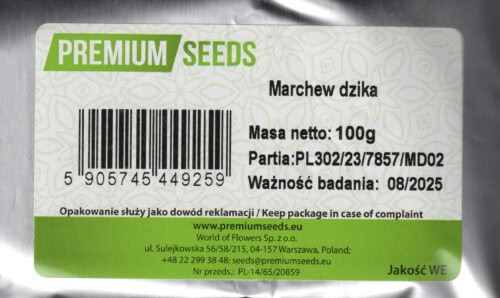 PREMIUM SEEDS
Marchew dzika
Masa netto: 100g
Partia:PL302/23/7857/MD02
Ważność badania: 08/2025
5 905745 449259
Opakowanie służy jako dowód reklamacji / Keep package in case of complaint
www.premiumseeds.eu
World of Flowers Sp. z o.o.
ul. Sulejkowska 56/58/215, 04-157 Warszawa, Poland;
+48 22 299 38 48; seeds@premiumseeds.eu
Nr przeds.: PL-14/65/20859
Jakość WE